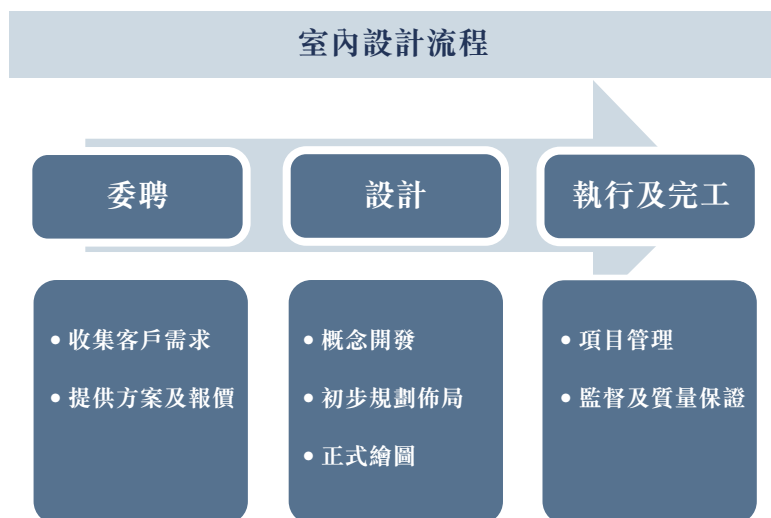 室內設計流程
委聘
設計
執行及完工
• 收集客戶需求
• 提供方案及報價
• 概念開發
• 初步規劃佈局
• 正式繪圖
• 項目管理
• 監督及質量保證